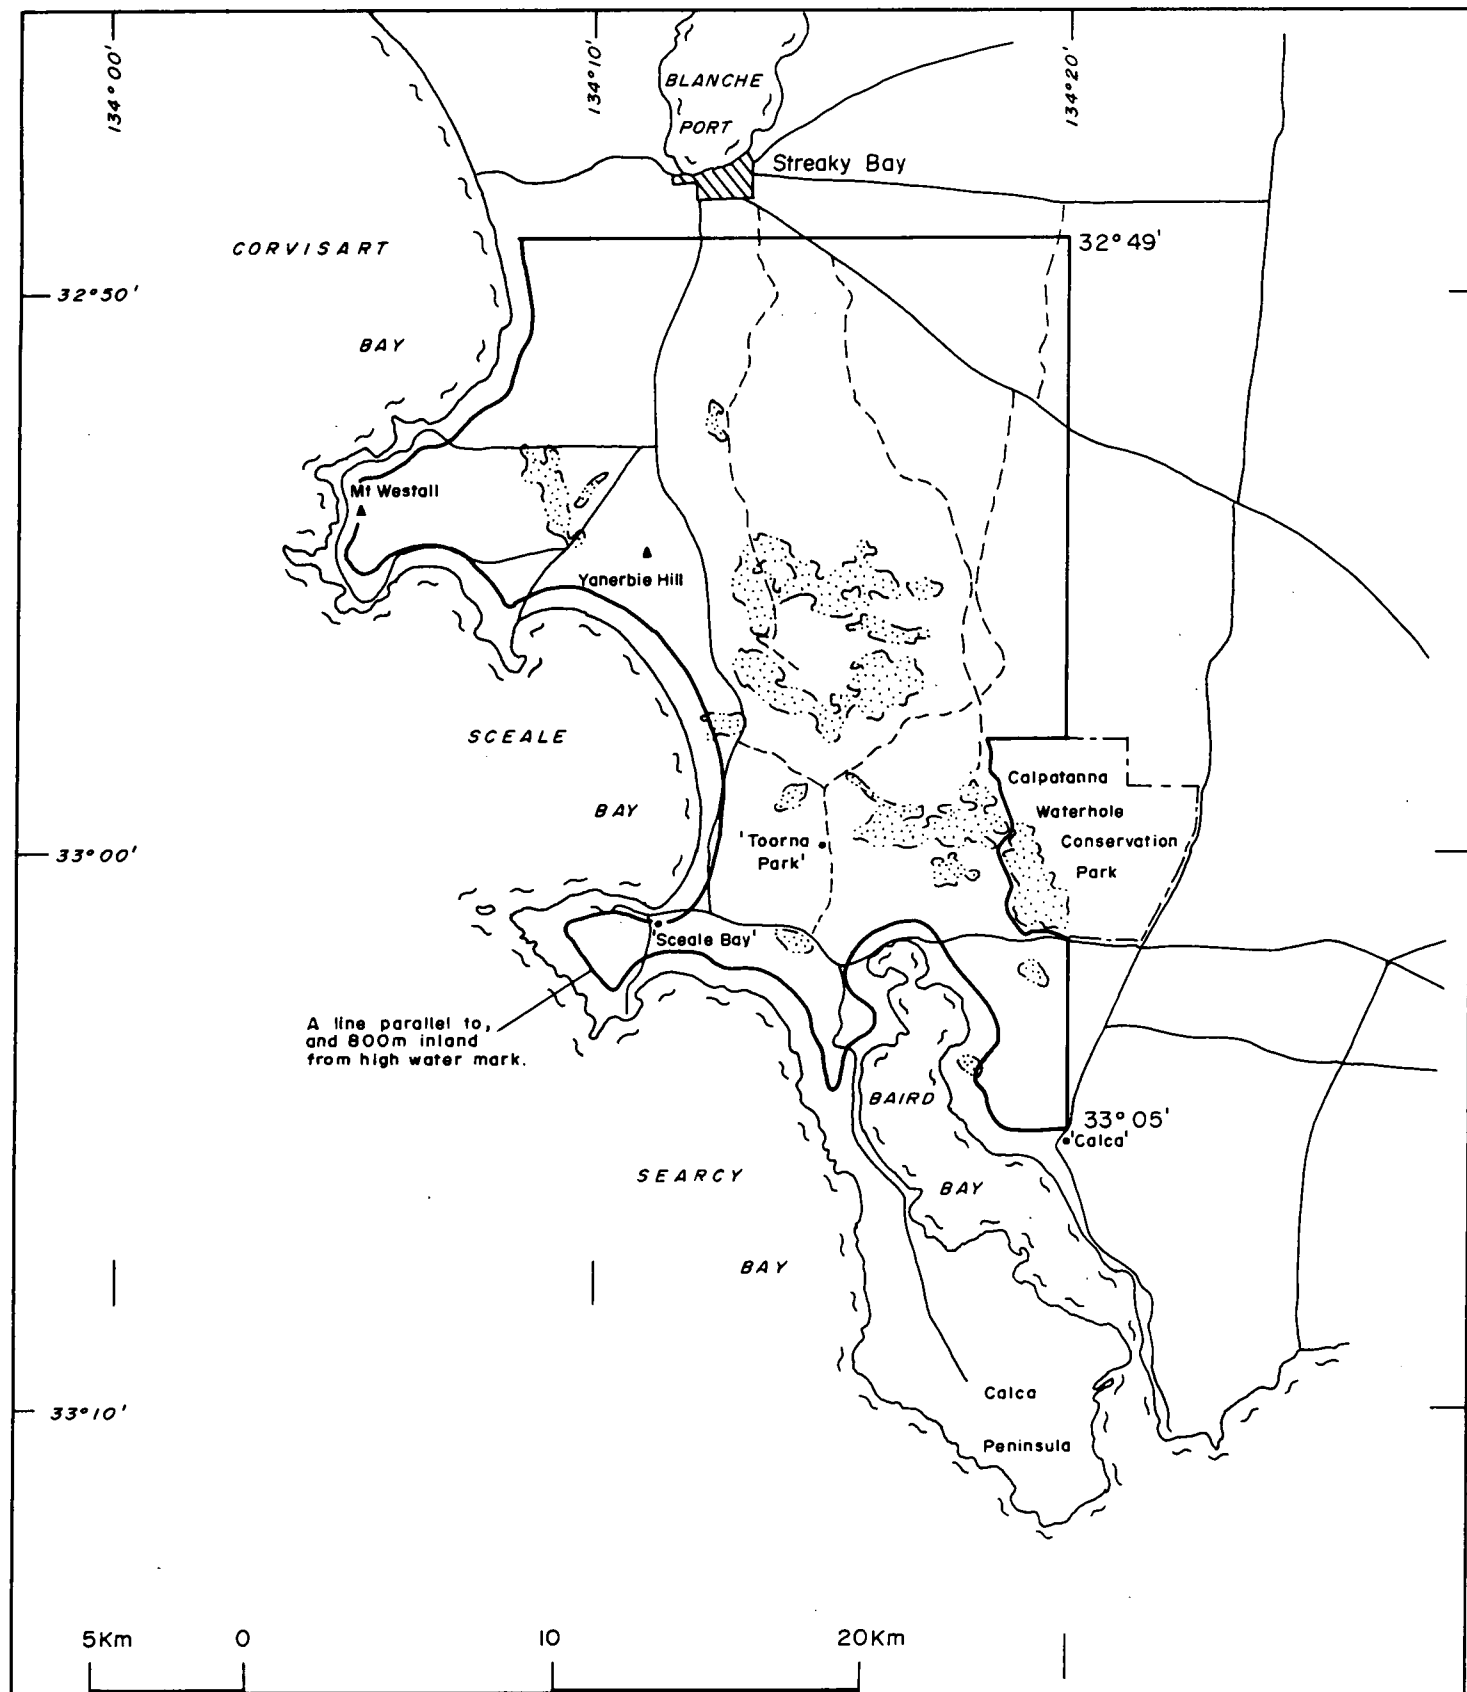 134°00'
134°10'
134°20'
BLANCHE
PORT
Streaky Bay
CORVISART
32°49'
32°50'
BAY
Mt Westall
Yanerbie Hill
SCEALE
Calpatanna
BAY
Waterhole
'Toorna
Park'
Conservation
Park
33°00'
'Sceale Bay'
A line parallel to,
and 800m inland
from high water mark.
BAIRD
33°05'
'Calca'
SEARCY
BAY
BAY
Calca
33°10'
Peninsula
5Km 0 10 20Km